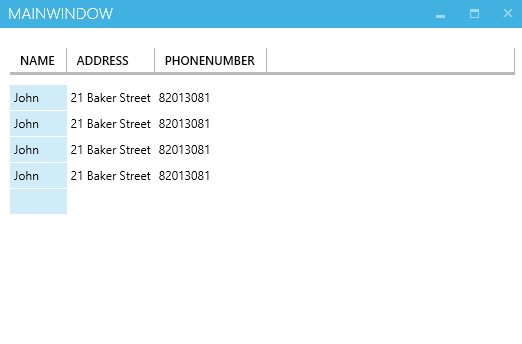 MAINWINDOW
NAME ADDRESS PHONENUMBER
John 21 Baker Street 82013081
John 21 Baker Street 82013081
John 21 Baker Street 82013081
John 21 Baker Street 82013081